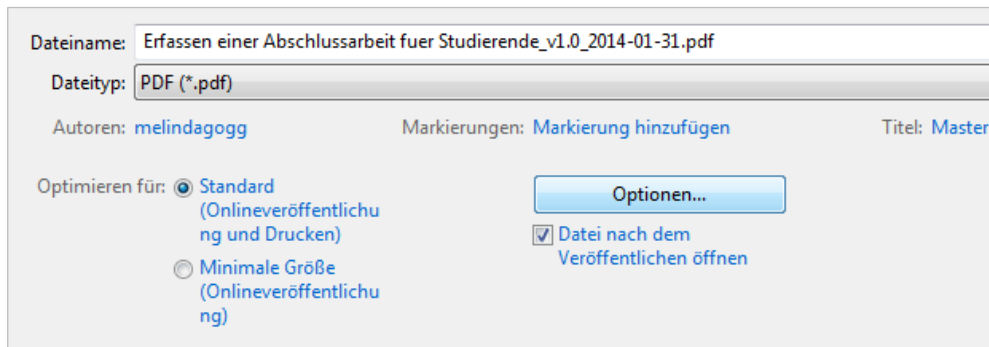 Dateiname: Erfassen einer Abschlussarbeit fuer Studierende_v1.0_2014-01-31.pdf
Dateityp: PDF (*.pdf)
Autoren: melindagogg Markierungen: Markierung hinzufügen Titel: Master
Optimieren für: Standard
(Onlineveröffentlichu
ng und Drucken)
Minimale Größe
(Onlineveröffentlichu
ng)
Optionen...
Datei nach dem
Veröffentlichen öffnen